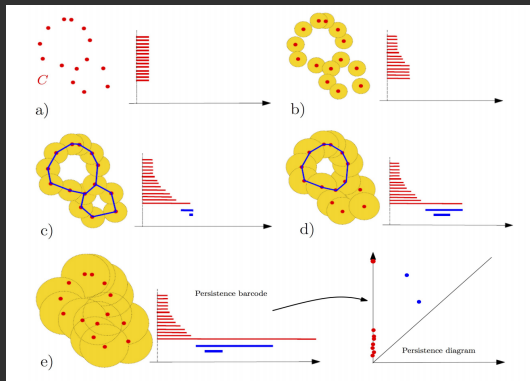 C
a)
b)
c)
d)
Persistence barcode
e)
Persistence diagram